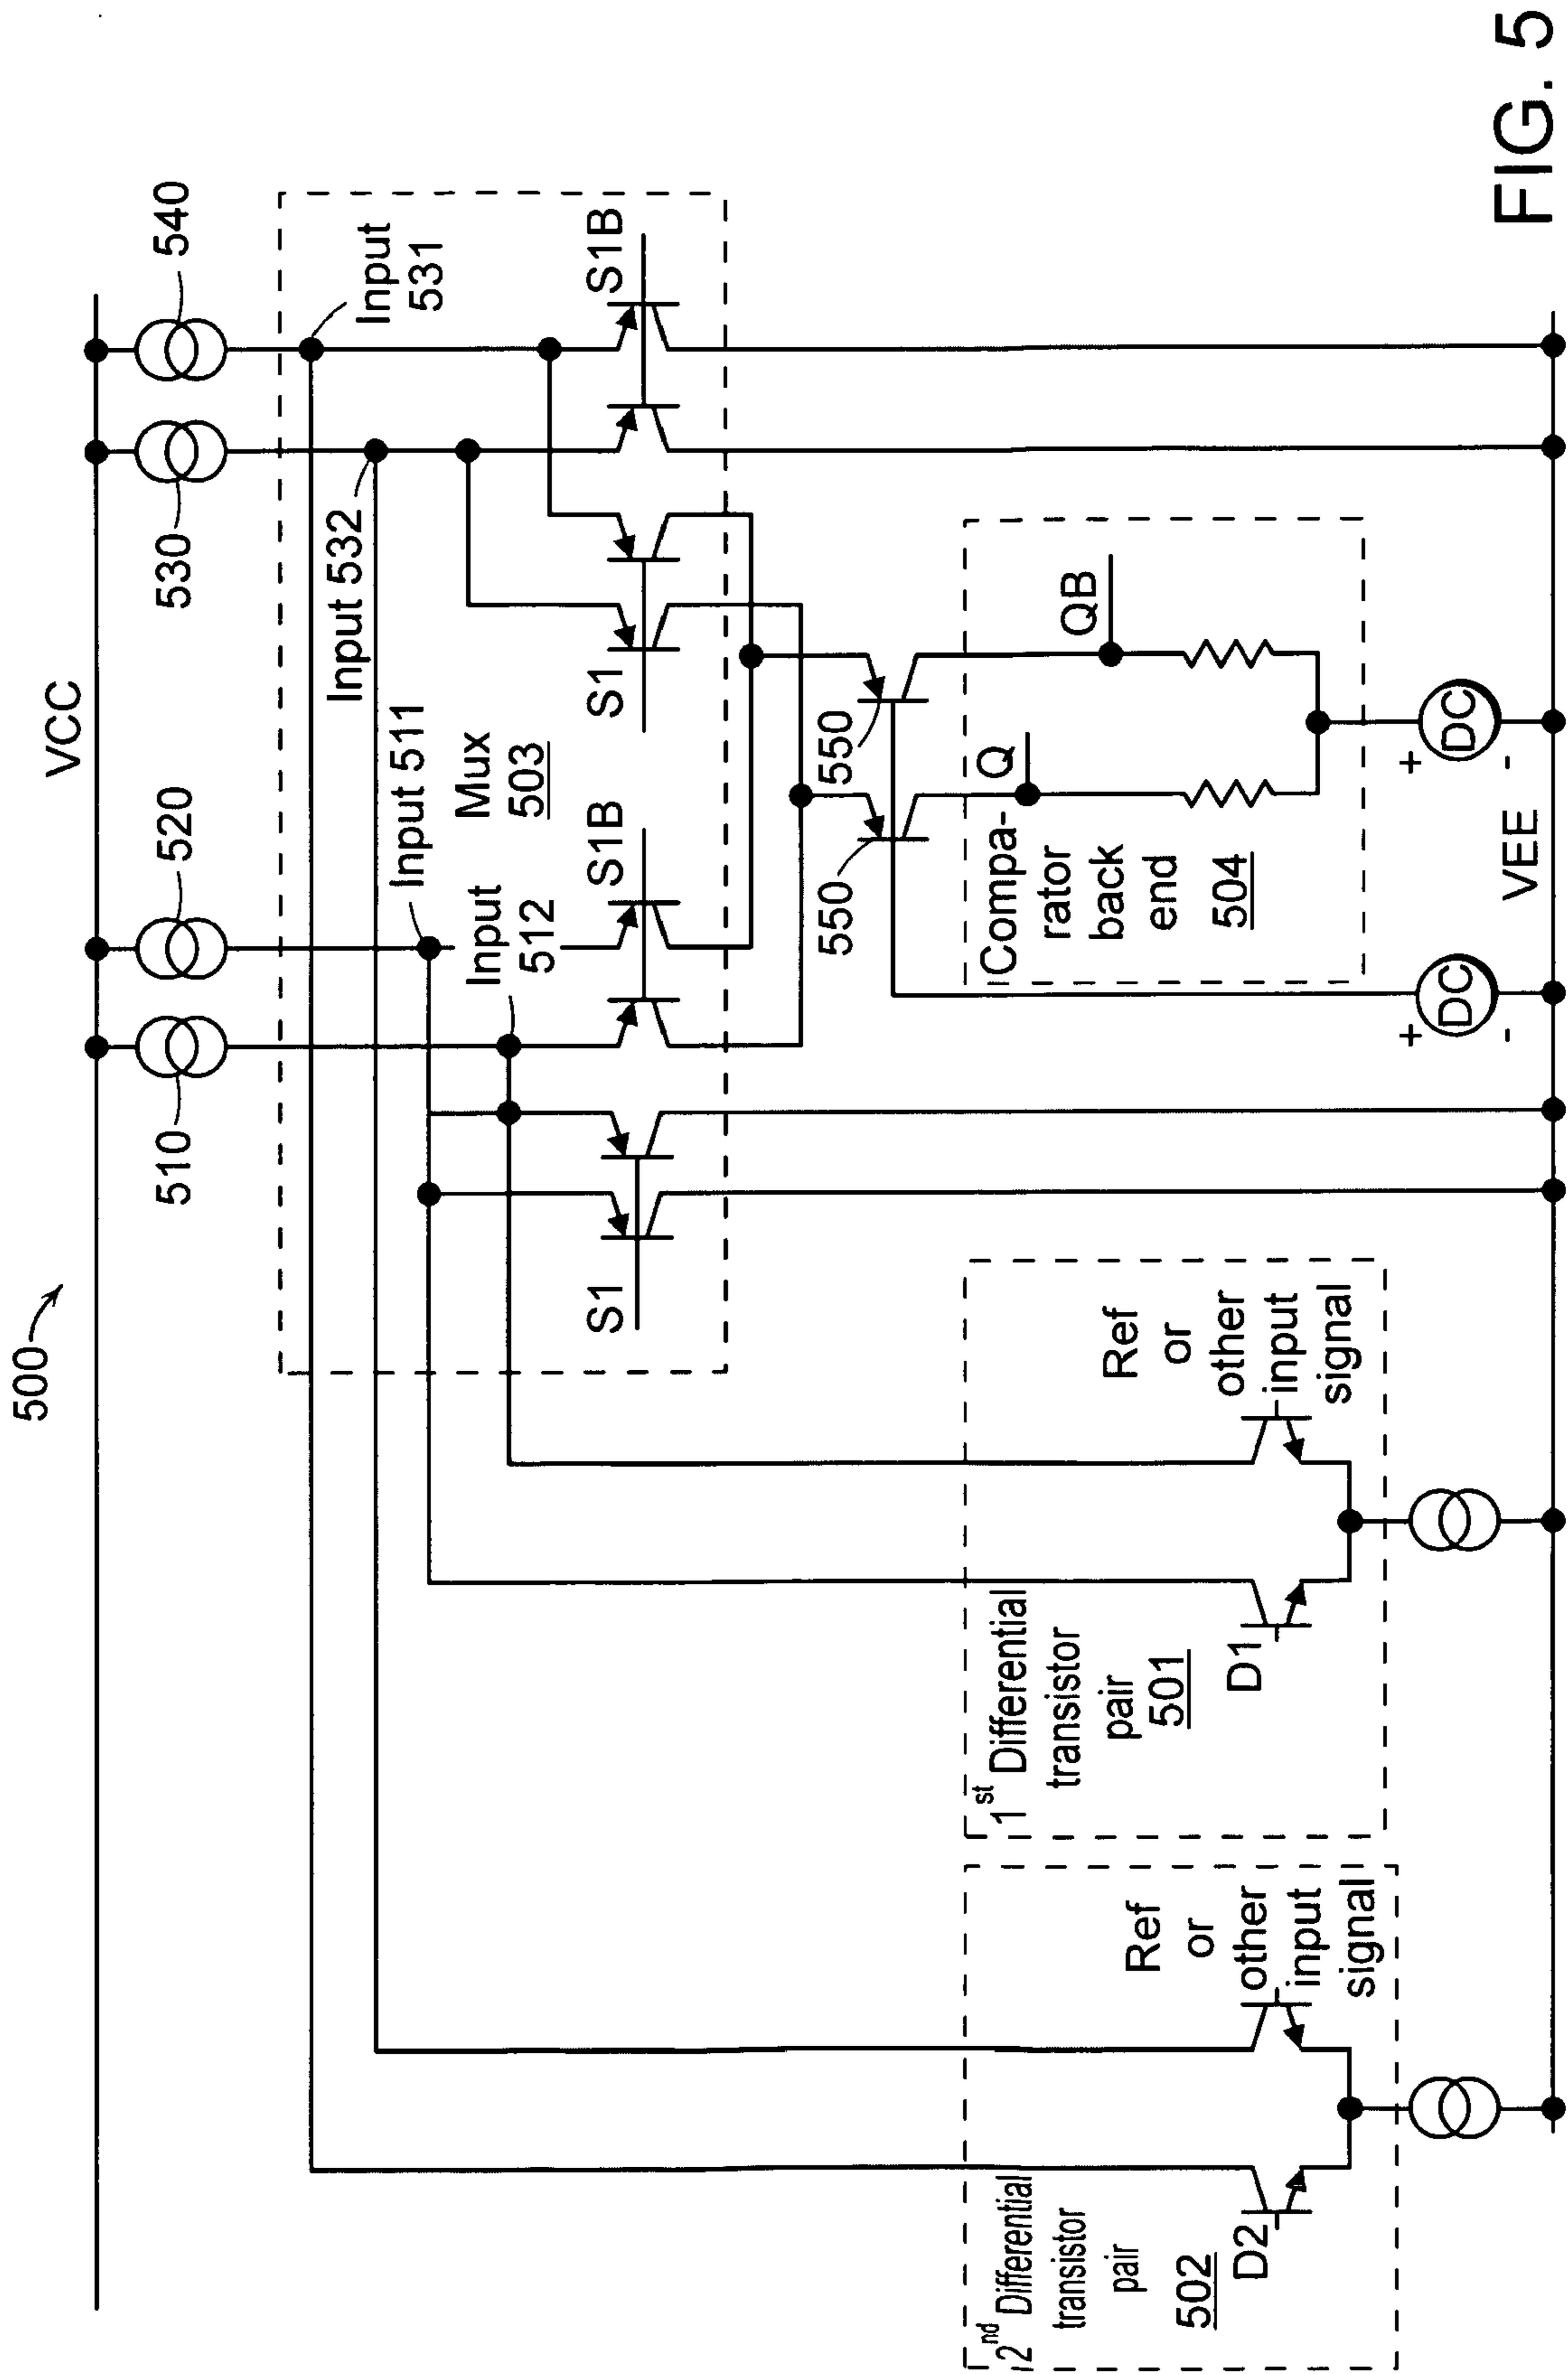 500
VCC
510
520
530
540
Input 511
Input 532
Input
531
Mux
503
Input
512
S1
S1B
S1
S1B
550
550
Q
QB
Compa-
rator
back
end
504
+
DC
-
+
DC
-
VEE
1st Differential
transistor
pair
501
D1
Ref
or
other
input
signal
2nd Differential
transistor
pair
502
D2
Ref
or
other
input
signal
FIG. 5